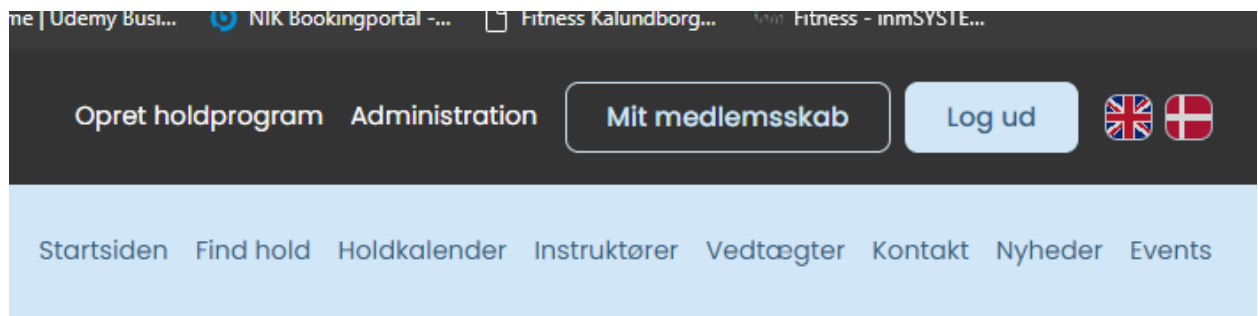 me | Udemy Busi... NIK Bookingportal -... Fitness Kalundborg... Fitness - inmSYSTE...
Opret holdprogram Administration Mit medlemsskab Log ud
Startsiden Find hold Holdkalender Instruktører Vedtægter Kontakt Nyheder Events